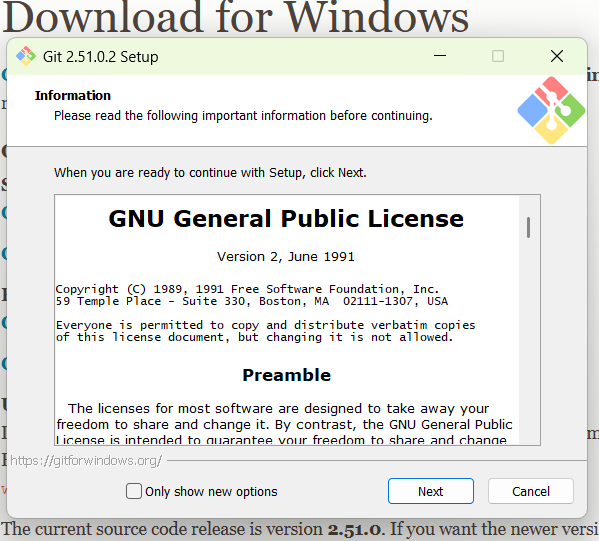 Download for Windows
Git 2.51.0.2 Setup
Information
Please read the following important information before continuing.
When you are ready to continue with Setup, click Next.
GNU General Public License
Version 2, June 1991
Copyright (C) 1989, 1991 Free Software Foundation, Inc.
59 Temple Place - Suite 330, Boston, MA  02111-1307, USA
Everyone is permitted to copy and distribute verbatim copies
of this license document, but changing it is not allowed.
Preamble
The licenses for most software are designed to take away your
freedom to share and change it. By contrast, the GNU General Public
License is intended to guarantee your freedom to share and change
https://gitforwindows.org/
Only show new options
Next
Cancel
The current source code release is version 2.51.0. If you want the newer versi